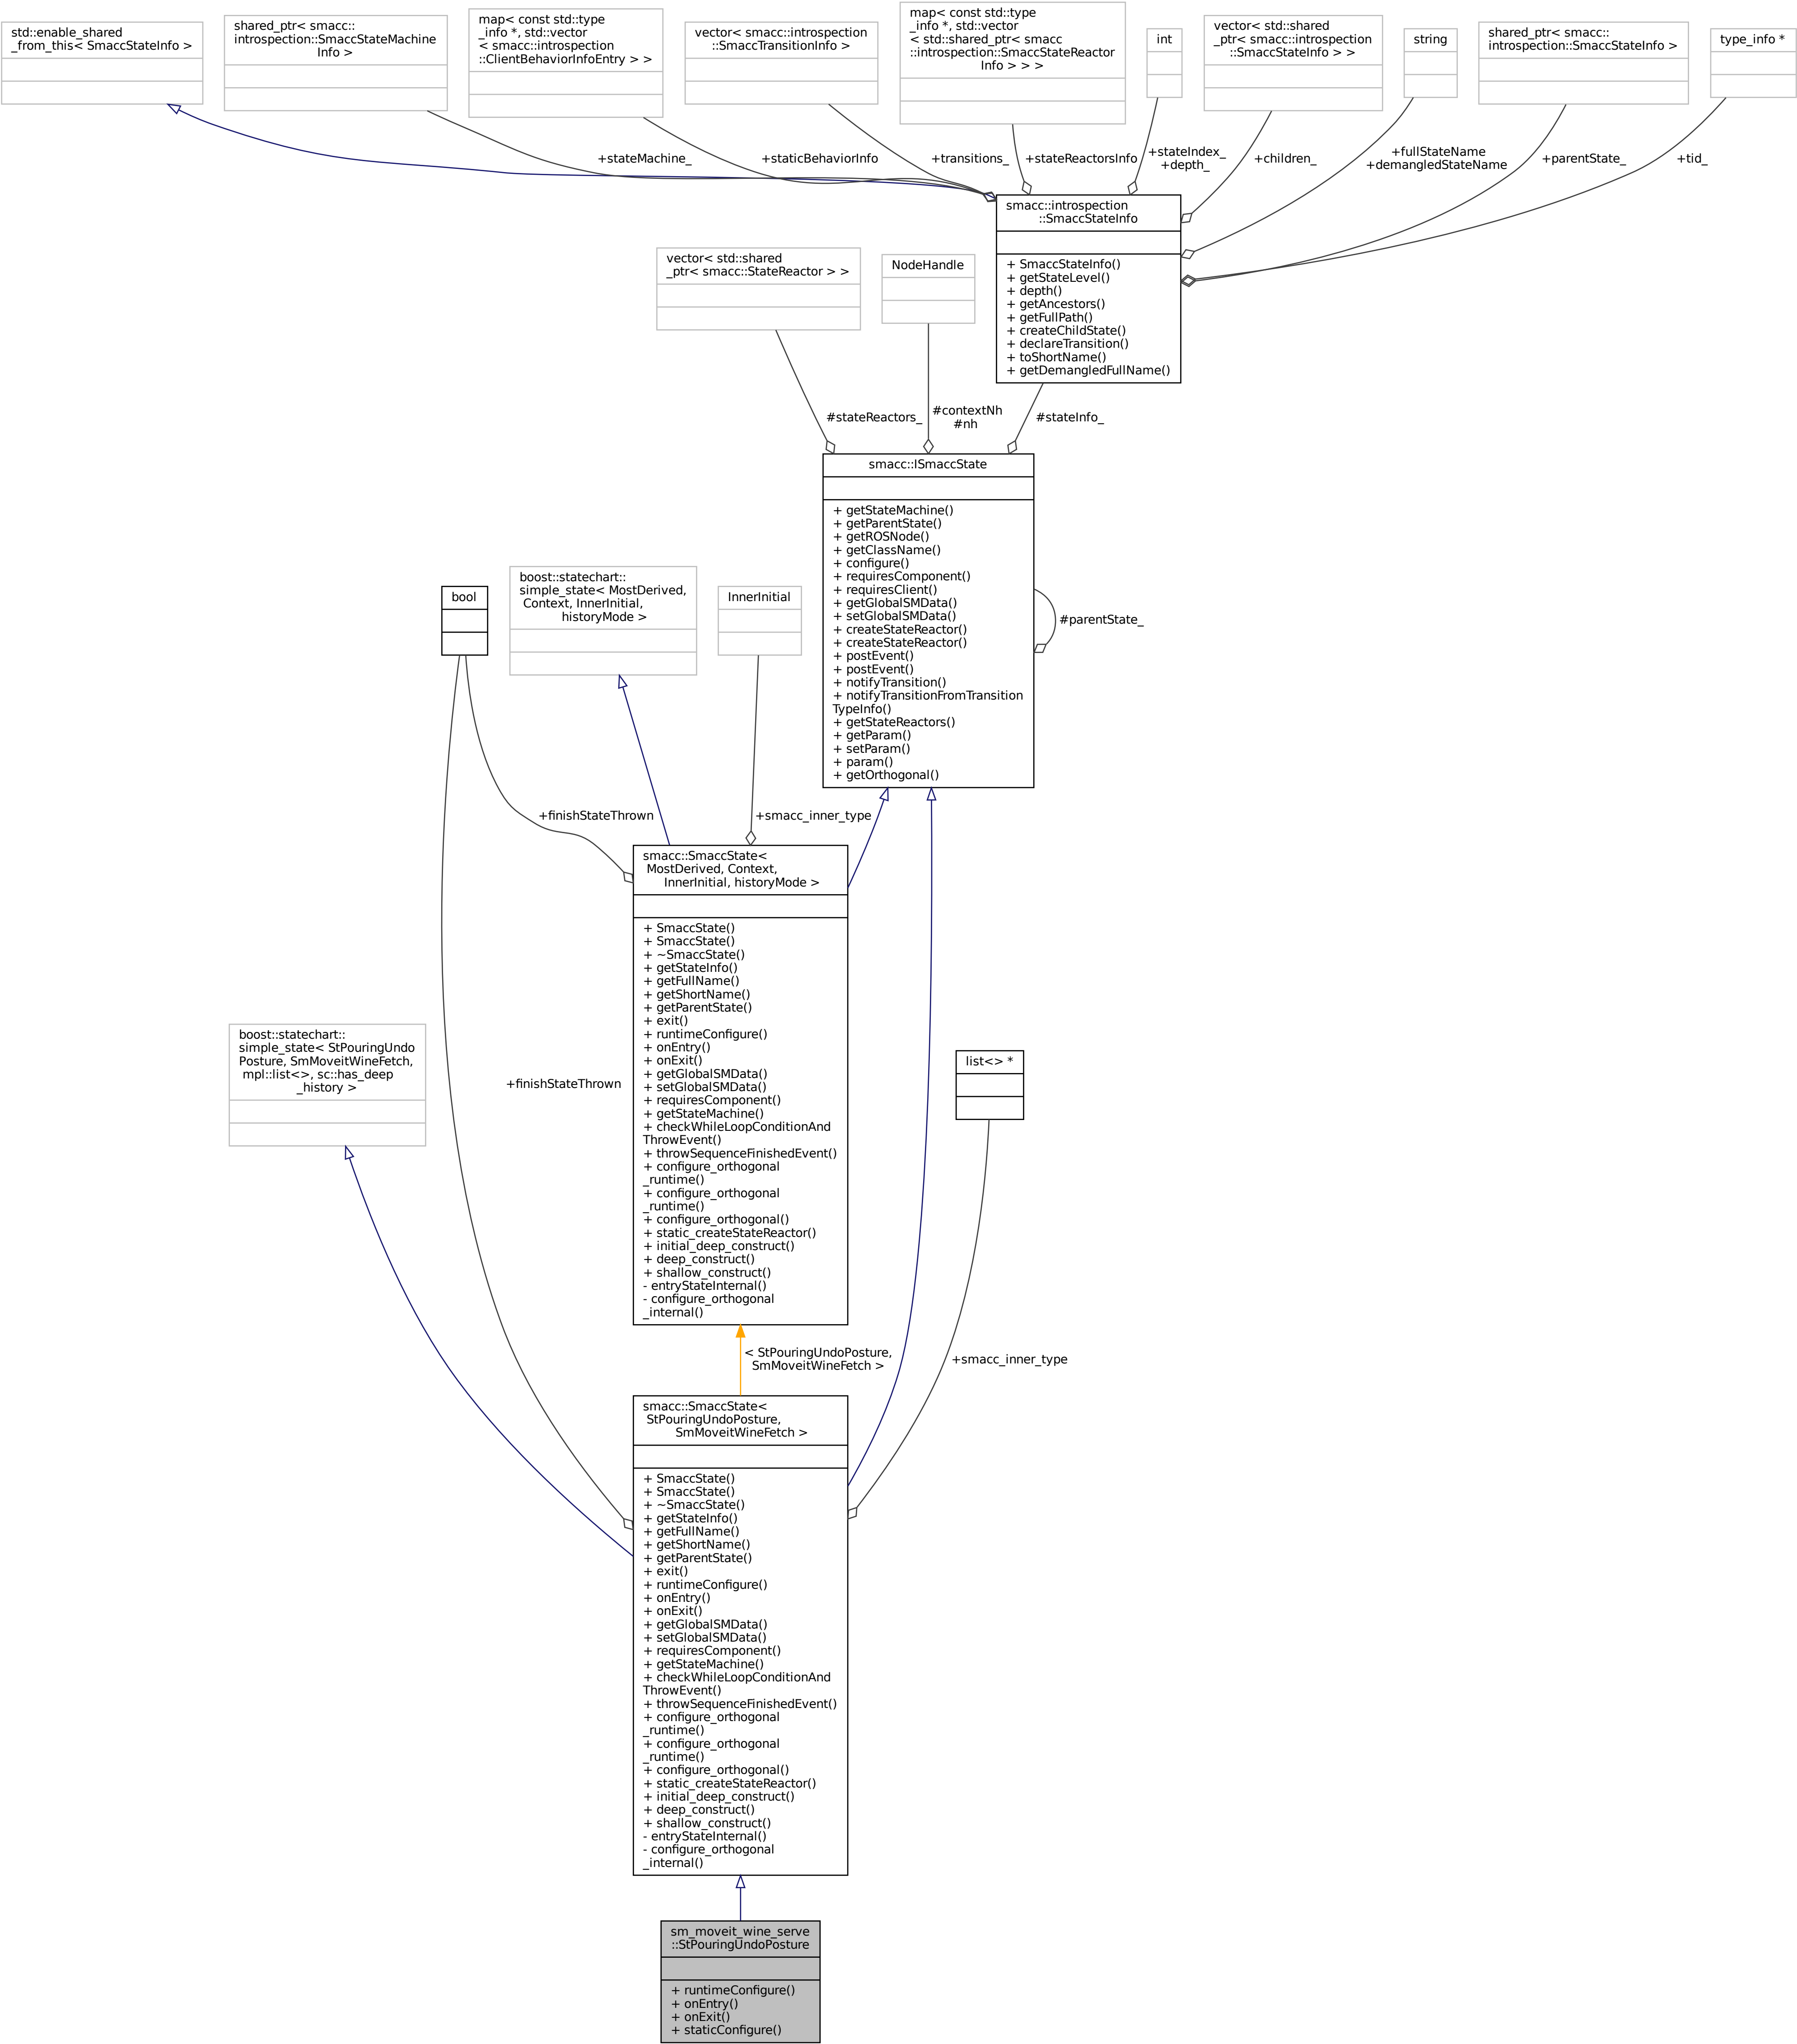 std::enable_shared
_from_this< SmaccStateInfo >
shared_ptr< smacc::
introspection::SmaccStateMachine
Info >
map< const std::type
_info *, std::vector
< smacc::introspection
::ClientBehaviorInfoEntry > >
vector< smacc::introspection
::SmaccTransitionInfo >
map< const std::type
_info *, std::vector
< std::shared_ptr< smacc
::introspection::SmaccStateReactor
Info > > >
int
vector< std::shared
_ptr< smacc::introspection
::SmaccStateInfo > >
string
shared_ptr< smacc::
introspection::SmaccStateInfo >
type_info *
+stateMachine_
+staticBehaviorInfo
+transitions_
+stateReactorsInfo
+stateIndex_
+depth_
+children_
+fullStateName
+demangledStateName
+parentState_
+tid_
smacc::introspection
::SmaccStateInfo
+ SmaccStateInfo()
+ getStateLevel()
+ depth()
+ getAncestors()
+ getFullPath()
+ createChildState()
+ declareTransition()
+ toShortName()
+ getDemangledFullName()
vector< std::shared
_ptr< smacc::StateReactor > >
NodeHandle
#stateReactors_
#contextNh
#nh
#stateInfo_
smacc::ISmaccState
+ getStateMachine()
+ getParentState()
+ getROSNode()
+ getClassName()
+ configure()
+ requiresComponent()
+ requiresClient()
+ getGlobalSMData()
+ setGlobalSMData()
+ createStateReactor()
+ createStateReactor()
+ postEvent()
+ postEvent()
+ notifyTransition()
+ notifyTransitionFromTransition
TypeInfo()
+ getStateReactors()
+ getParam()
+ setParam()
+ param()
+ getOrthogonal()
#parentState_
bool
boost::statechart::
simple_state< MostDerived,
Context, InnerInitial,
historyMode >
InnerInitial
+finishStateThrown
+smacc_inner_type
smacc::SmaccState<
MostDerived, Context,
InnerInitial, historyMode >
+ SmaccState()
+ SmaccState()
+ ~SmaccState()
+ getStateInfo()
+ getFullName()
+ getShortName()
+ getParentState()
+ exit()
+ runtimeConfigure()
+ onEntry()
+ onExit()
+ getGlobalSMData()
+ setGlobalSMData()
+ requiresComponent()
+ getStateMachine()
+ checkWhileLoopConditionAnd
ThrowEvent()
+ throwSequenceFinishedEvent()
+ configure_orthogonal
_runtime()
+ configure_orthogonal
_runtime()
+ configure_orthogonal()
+ static_createStateReactor()
+ initial_deep_construct()
+ deep_construct()
+ shallow_construct()
- entryStateInternal()
- configure_orthogonal
_internal()
boost::statechart::
simple_state< StPouringUndo
Posture, SmMoveitWineFetch,
mpl::list<>, sc::has_deep
_history >
+finishStateThrown
list<> *
< StPouringUndoPosture,
SmMoveitWineFetch >
+smacc_inner_type
smacc::SmaccState<
StPouringUndoPosture,
SmMoveitWineFetch >
+ SmaccState()
+ SmaccState()
+ ~SmaccState()
+ getStateInfo()
+ getFullName()
+ getShortName()
+ getParentState()
+ exit()
+ runtimeConfigure()
+ onEntry()
+ onExit()
+ getGlobalSMData()
+ setGlobalSMData()
+ requiresComponent()
+ getStateMachine()
+ checkWhileLoopConditionAnd
ThrowEvent()
+ throwSequenceFinishedEvent()
+ configure_orthogonal
_runtime()
+ configure_orthogonal
_runtime()
+ configure_orthogonal()
+ static_createStateReactor()
+ initial_deep_construct()
+ deep_construct()
+ shallow_construct()
- entryStateInternal()
- configure_orthogonal
_internal()
sm_moveit_wine_serve
::StPouringUndoPosture
+ runtimeConfigure()
+ onEntry()
+ onExit()
+ staticConfigure()